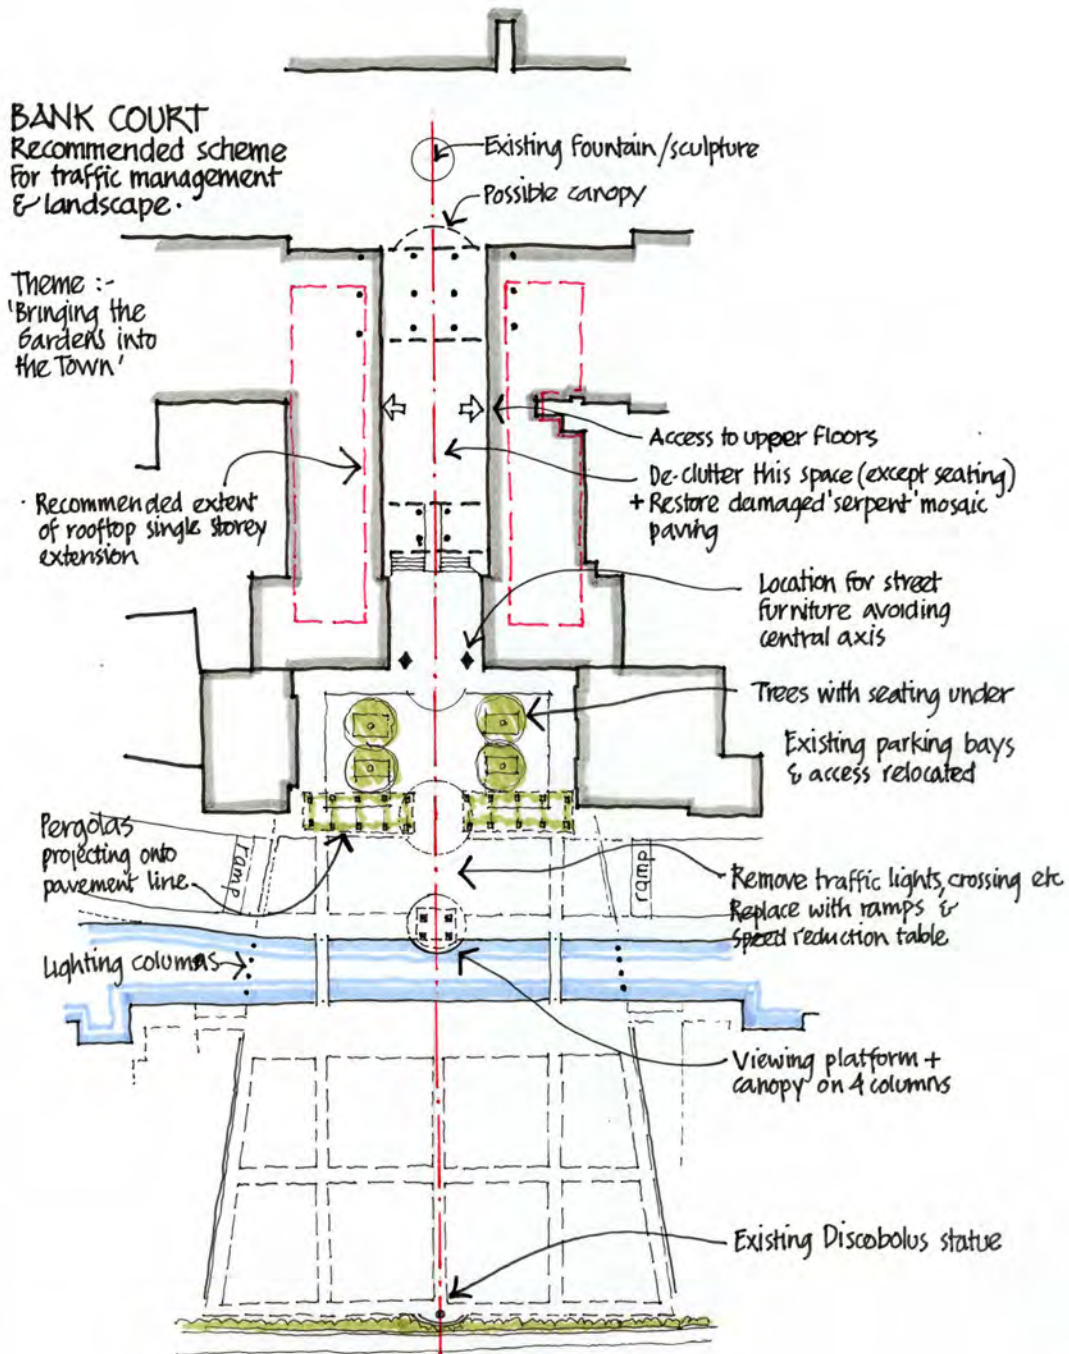 BANK COURT
Recommended scheme
for traffic management
& landscape.
Existing fountain/sculpture
Possible canopy
Theme :-
'Bringing the
Gardens into
the Town'
Access to upper floors
De-clutter this space (except seating)
+ Restore damaged 'serpent' mosaic
paving
· Recommended extent
of rooftop single storey
extension
Location for street
furniture avoiding
central axis
Trees with seating under
Existing parking bays
& access relocated
Pergolas
projecting onto
pavement line
ramp
ramp
Remove traffic lights, crossing etc
Replace with ramps &
speed reduction table
Lighting columns
Viewing platform +
canopy on 4 columns
Existing Discobolus statue